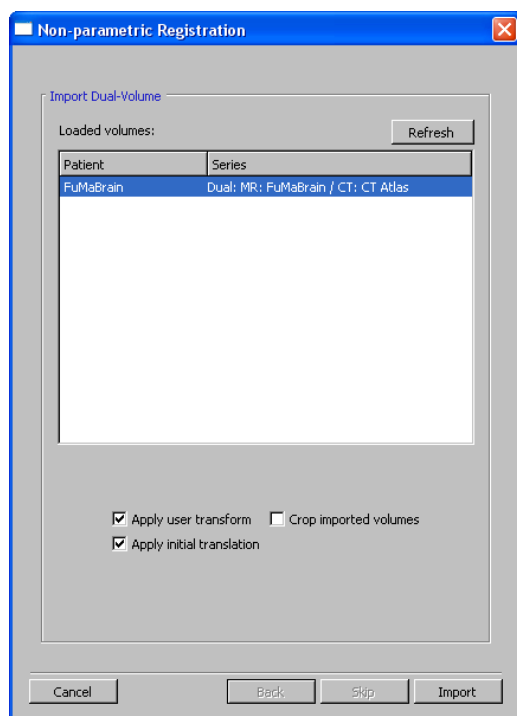 Non-parametric Registration
Import Dual-Volume
Loaded volumes:
Refresh
Patient Series
FuMaBrain Dual: MR: FuMaBrain / CT: CT Atlas
Apply user transform Crop imported volumes
Apply initial translation
Cancel Back Skip Import